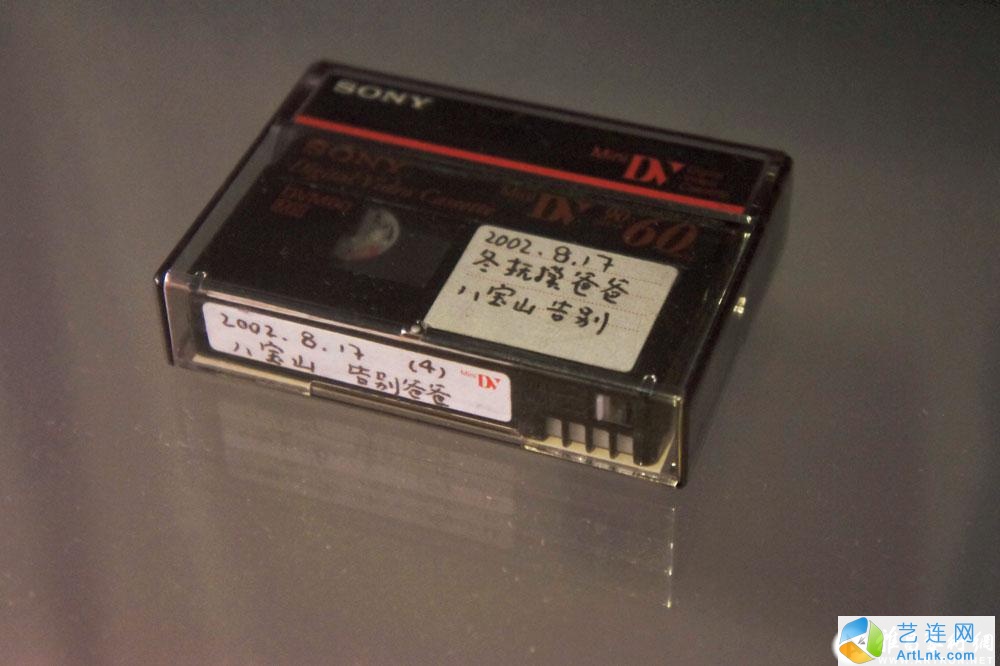 SONY
Mini DV
SONY
Digital Video Cassette
Mini DV
60
2002.8.17
冬抚摸爸爸
八宝山 告别
2002.8.17 (4)
八宝山 告别爸爸
Mini DV
艺连网
ArtLnk.com